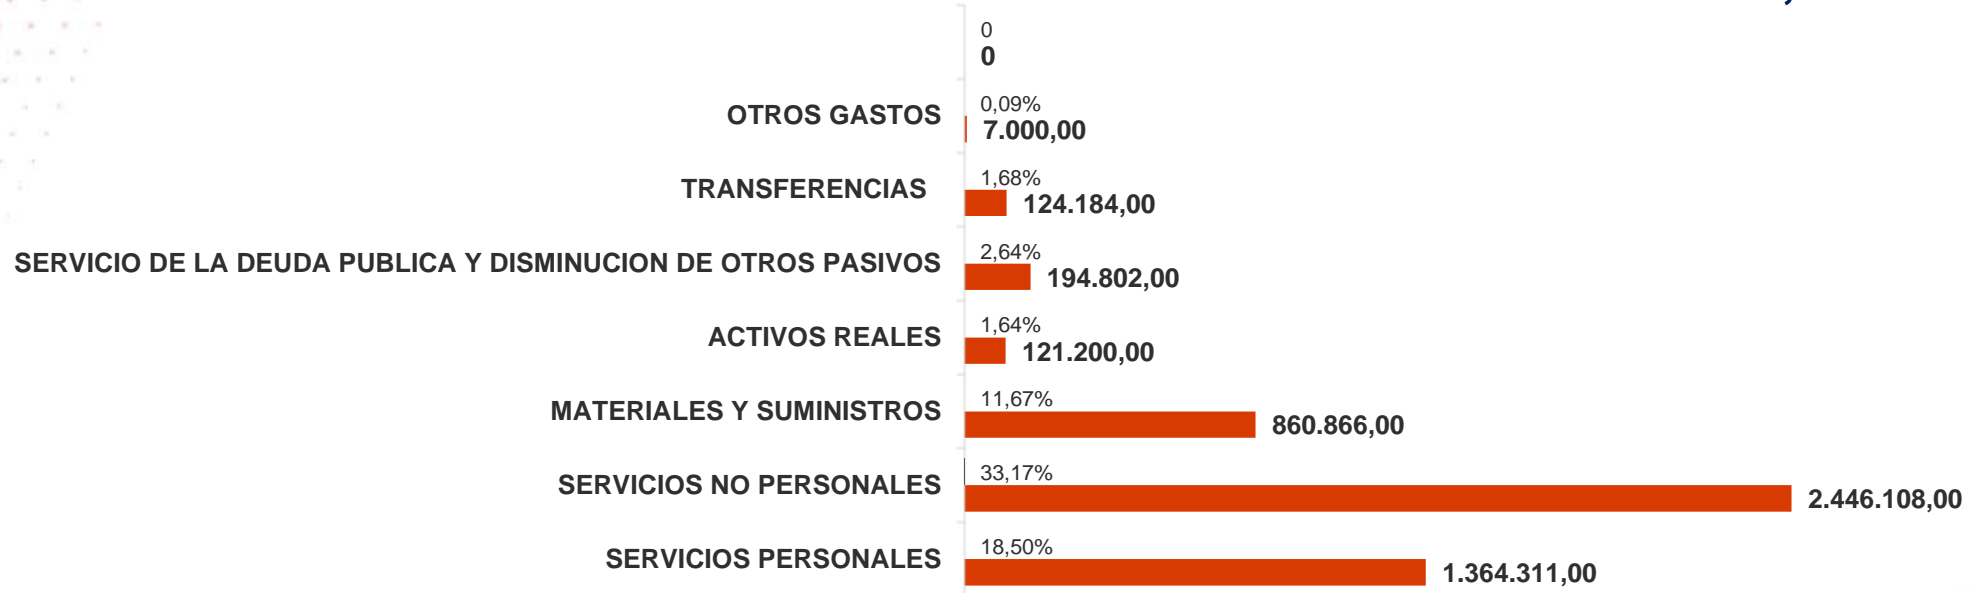 0
0
OTROS GASTOS
0,09%
7.000,00
TRANSFERENCIAS
1,68%
124.184,00
SERVICIO DE LA DEUDA PUBLICA Y DISMINUCION DE OTROS PASIVOS
2,64%
194.802,00
ACTIVOS REALES
1,64%
121.200,00
MATERIALES Y SUMINISTROS
11,67%
860.866,00
SERVICIOS NO PERSONALES
33,17%
2.446.108,00
SERVICIOS PERSONALES
18,50%
1.364.311,00